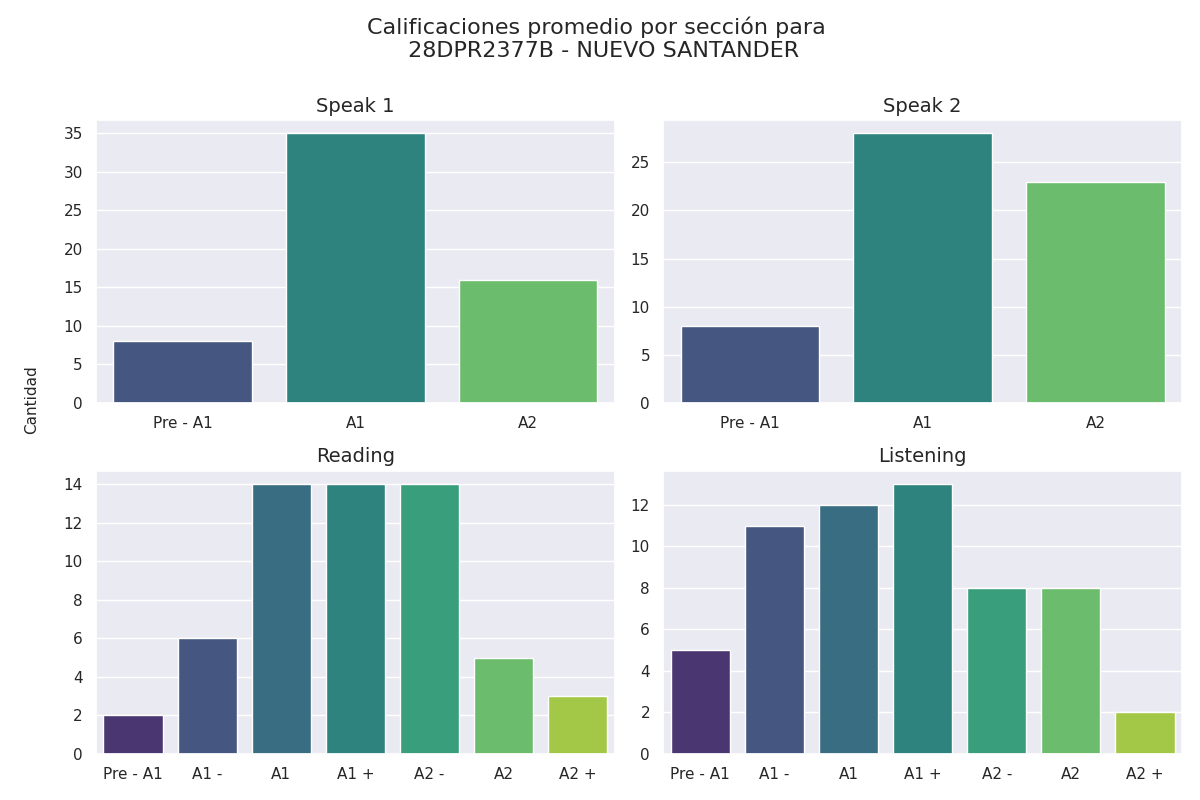 Calificaciones promedio por sección para
28DPR2377B - NUEVO SANTANDER
Speak 1
35
30
25
20
15
10
5
0
Pre - A1 A1 A2
Speak 2
25
20
15
10
5
0
Pre - A1 A1 A2
Cantidad
Reading
14
12
10
8
6
4
2
0
Pre - A1 A1 - A1 A1 + A2 - A2 A2 +
Listening
12
10
8
6
4
2
0
Pre - A1 A1 - A1 A1 + A2 - A2 A2 +